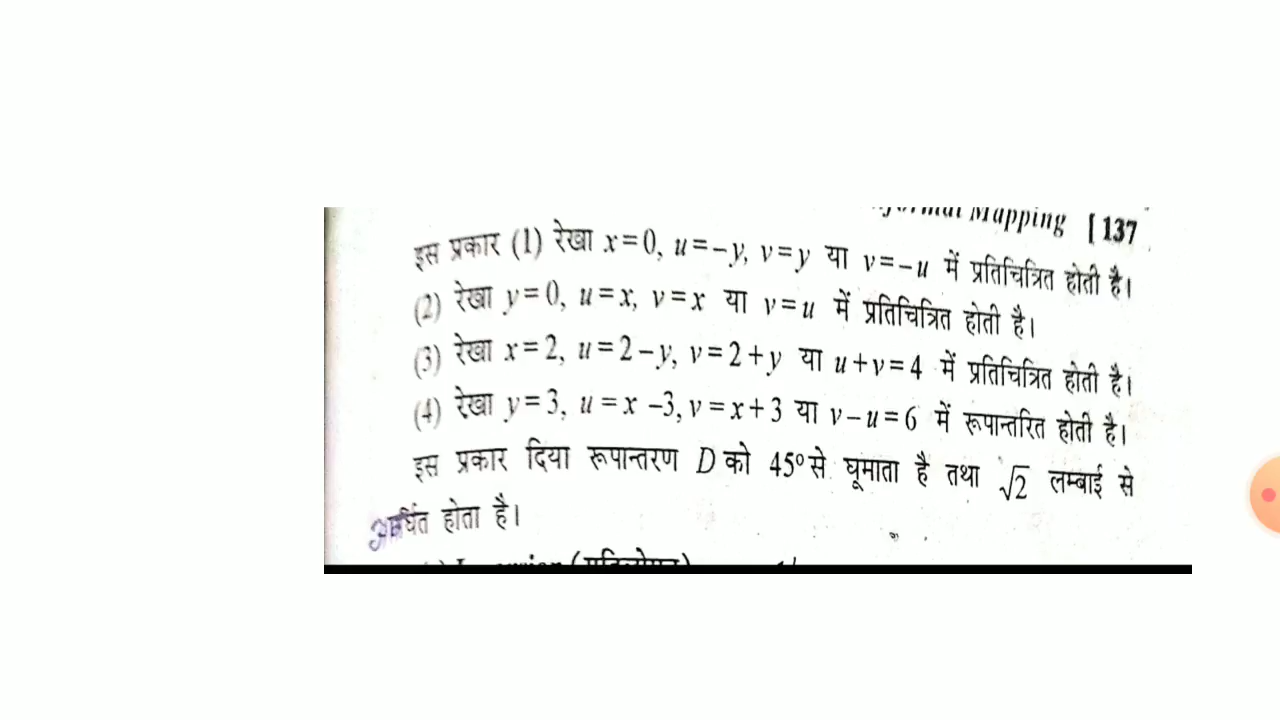 Mapping [ 137
इस प्रकार (1) रेखा x=0, u=−y, v=y या v=−u में प्रतिचित्रित होती है।
(2) रेखा y=0, u=x, v=x या v=u में प्रतिचित्रित होती है।
(3) रेखा x=2, u=2−y, v=2+y या u+v=4 में प्रतिचित्रित होती है।
(4) रेखा y=3, u=x −3, v=x+3 या v−u=6 में रूपान्तरित होती है।
इस प्रकार दिया रूपान्तरण D को 45° से घूमाता है तथा √2 लम्बाई से
होता है।